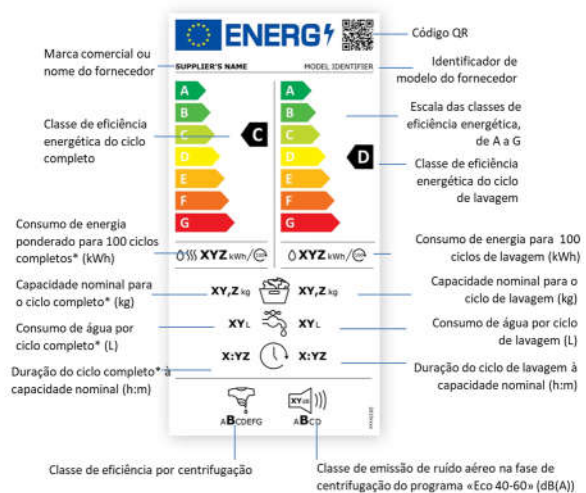 ENERG
Código QR
Marca comercial ou
nome do fornecedor
SUPPLIER'S NAME
MODEL IDENTIFIER
Identificador de
modelo do fornecedor
A
B
C
D
E
F
G
C
A
B
C
D
E
F
G
D
Classe de eficiência
energética do ciclo
completo
Escala das classes de
eficiência energética,
de A a G
Classe de eficiência
energética do ciclo
de lavagem
Consumo de energia
ponderado para 100 ciclos
completos* (kWh)
XYZ kWh/100
XYZ kWh/100
Consumo de energia para 100
ciclos de lavagem (kWh)
Capacidade nominal para
o ciclo completo* (kg)
XY,Z kg
XY,Z kg
Capacidade nominal para o
ciclo de lavagem (kg)
Consumo de água por
ciclo completo* (L)
XY L
XY L
Consumo de água por ciclo
de lavagem (L)
Duração do ciclo completo* à
capacidade nominal (h:m)
X:YZ
X:YZ
Duração do ciclo de lavagem à
capacidade nominal (h:m)
ABCDEFG
XY dB
ABCD
Classe de eficiência por centrifugação
Classe de emissão de ruído aéreo na fase de
centrifugação do programa «Eco 40-60» (dB(A))